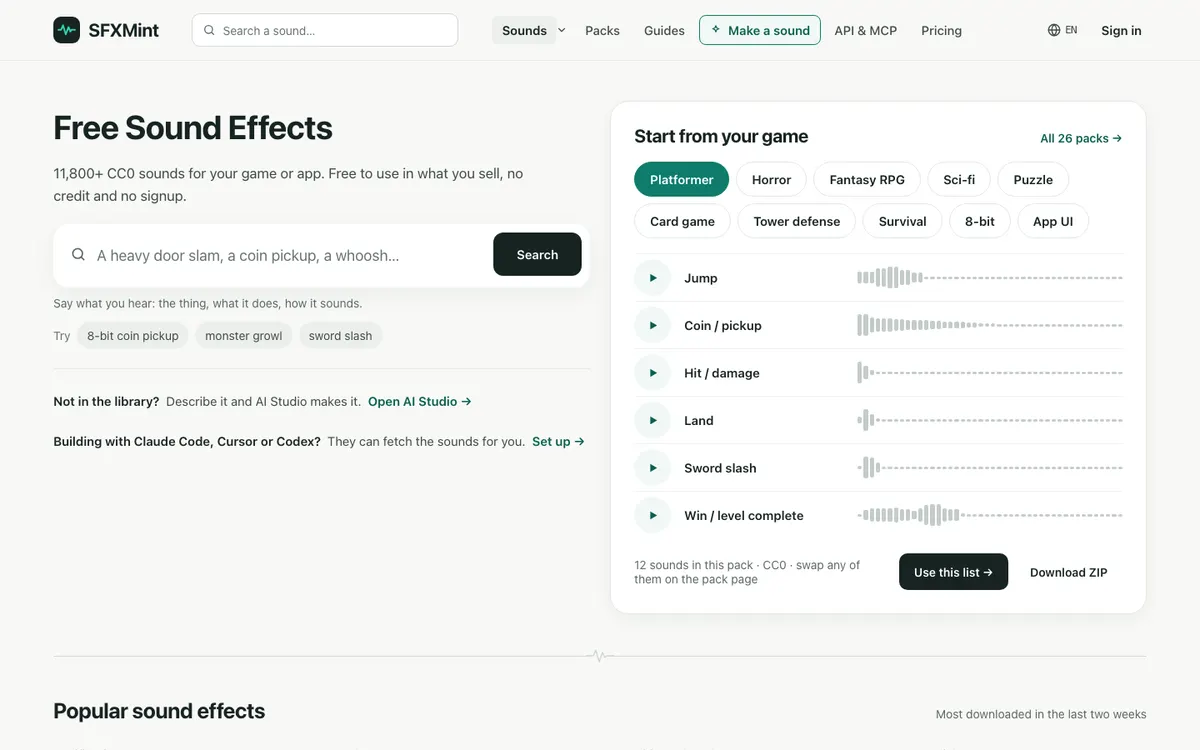 SFXMint
Search a sound...
Sounds
Packs
Guides
Make a sound
API & MCP
Pricing
EN
Sign in
Free Sound Effects
11,800+ CC0 sounds for your game or app. Free to use in what you sell, no
credit and no signup.
A heavy door slam, a coin pickup, a whoosh...
Search
Say what you hear: the thing, what it does, how it sounds.
Try
8-bit coin pickup
monster growl
sword slash
Not in the library? Describe it and AI Studio makes it. Open AI Studio →
Building with Claude Code, Cursor or Codex? They can fetch the sounds for you. Set up →
Start from your game
All 26 packs →
Platformer
Horror
Fantasy RPG
Sci-fi
Puzzle
Card game
Tower defense
Survival
8-bit
App UI
Jump
Coin / pickup
Hit / damage
Land
Sword slash
Win / level complete
12 sounds in this pack · CC0 · swap any of
them on the pack page
Use this list →
Download ZIP
Popular sound effects
Most downloaded in the last two weeks